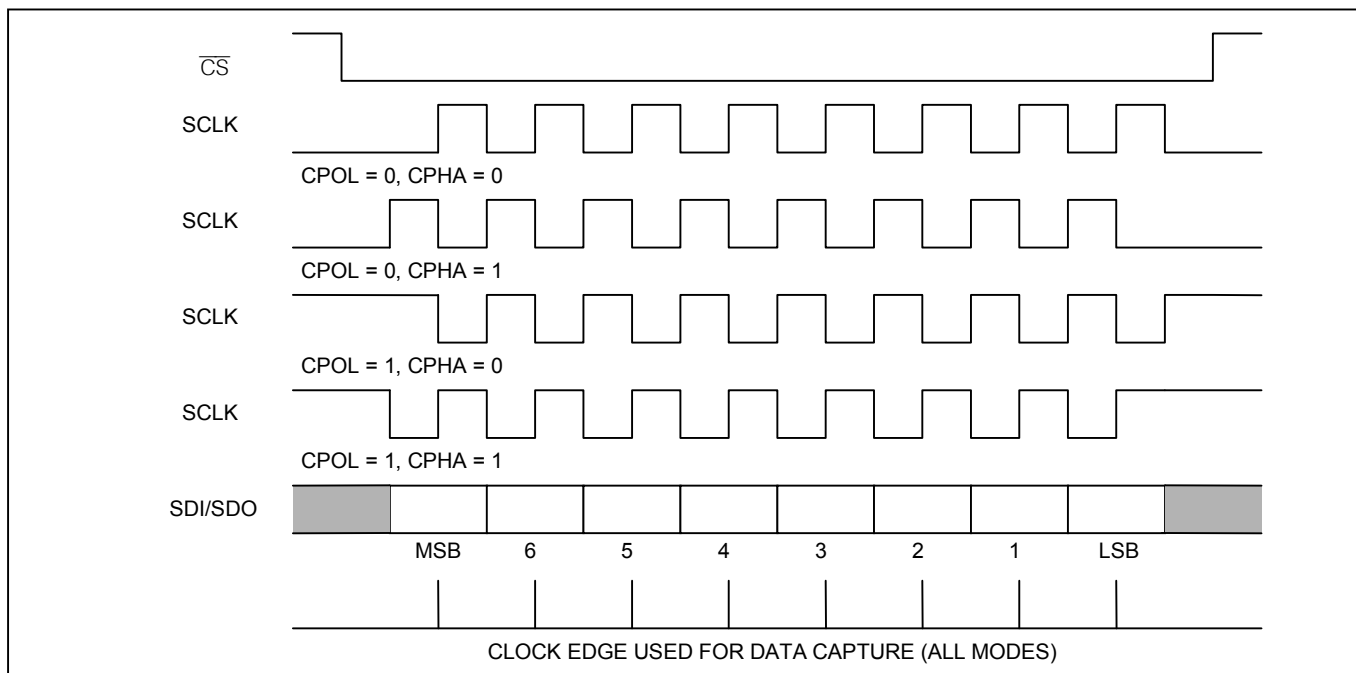 C̅S̅
SCLK
CPOL = 0, CPHA = 0
SCLK
CPOL = 0, CPHA = 1
SCLK
CPOL = 1, CPHA = 0
SCLK
CPOL = 1, CPHA = 1
SDI/SDO
MSB 6 5 4 3 2 1 LSB
CLOCK EDGE USED FOR DATA CAPTURE (ALL MODES)